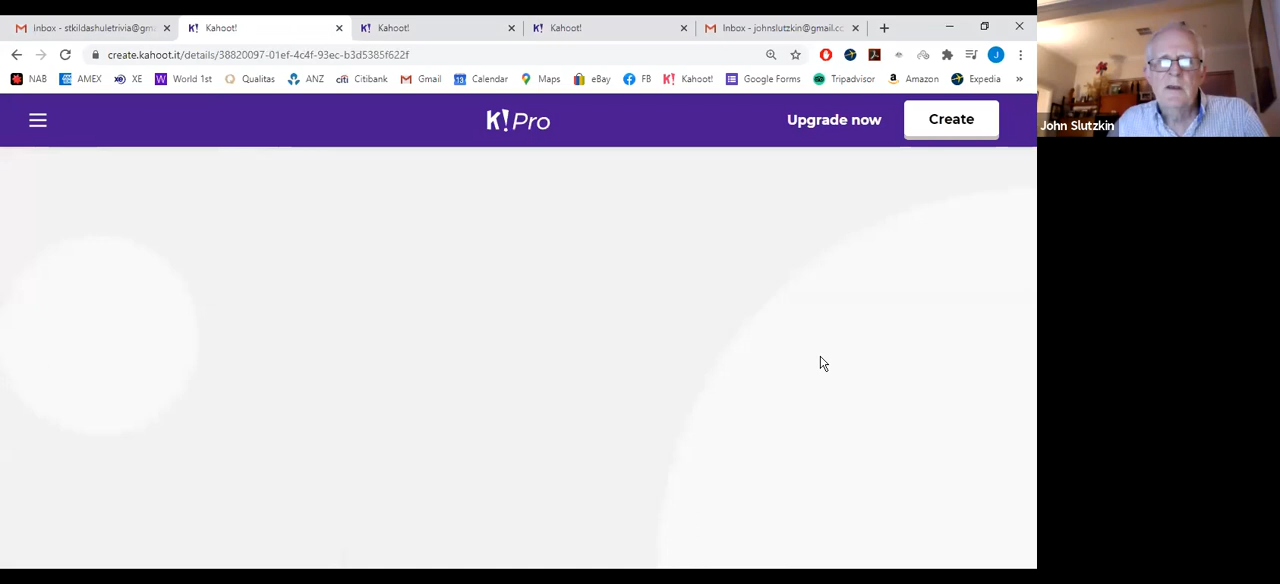 Inbox - stkildashuletrivia@gm
Kahoot!
Kahoot!
Kahoot!
Inbox - johnslutzkin@gmail.cc
create.kahoot.it/details/38820097-01ef-4c4f-93ec-b3d5385f622f
J
NAB
AMEX
XE
World 1st
Qualitas
ANZ
Citibank
Gmail
Calendar
Maps
eBay
FB
Kahoot!
Google Forms
Tripadvisor
Amazon
Expedia
»
K! Pro
Upgrade now
Create
John Slutzkin